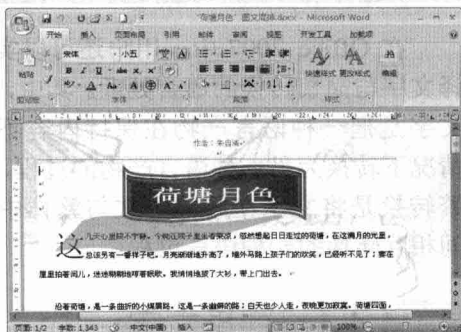 “荷塘月色”图文混排.docx - Microsoft Word
开始 插入 页面布局 引用 邮件 审阅 视图 开发工具 加载项
宋体 小五
粘贴 快速样式 更改样式 编辑
剪贴板 字体 段落 样式
作者：朱自清
荷塘月色
这几天心里颇不宁静。今晚在院子里坐着乘凉，忽然想起日日走过的荷塘，在这满月的光里，
总该另有一番样子吧。月亮渐渐地升高了，墙外马路上孩子们的欢笑，已经听不见了；妻在
屋里拍着闰儿，迷迷糊糊地哼着眠歌。我悄悄地披了大衫，带上门出去。
沿着荷塘，是一条曲折的小煤屑路。这是一条幽僻的路；白天也少人走，夜晚更加寂寞。荷塘四面，
页面: 1/2 字数: 1,343 中文(中国) 插入 100%